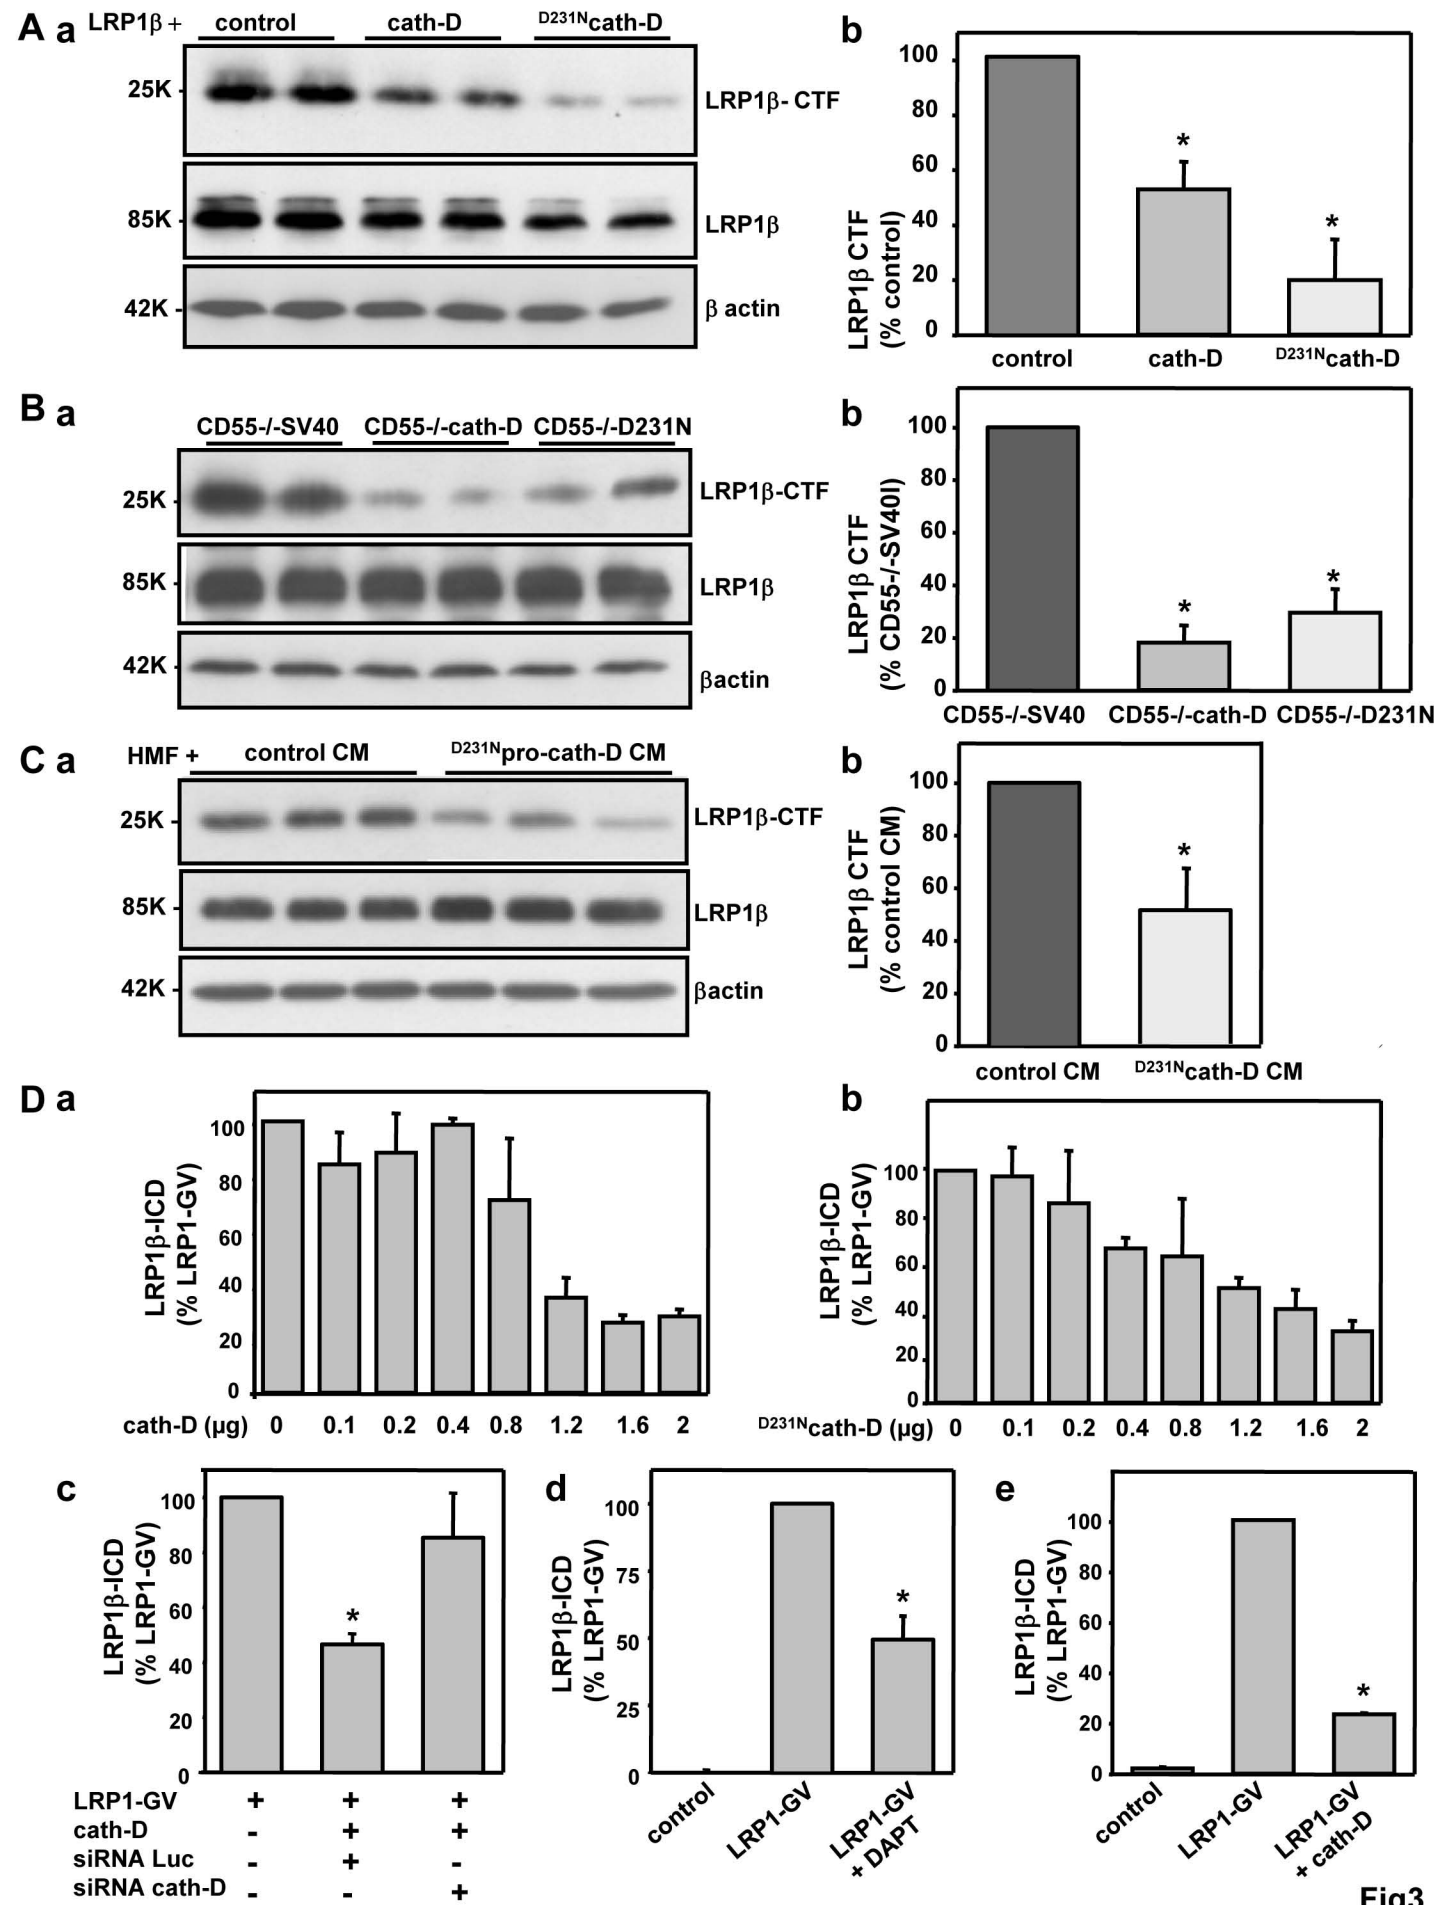 A a LRP1β + control cath-D D231Ncath-D
25K
LRP1β- CTF
85K
LRP1β
42K
β actin
b
LRP1β CTF
(% control)
100
80
60
40
20
0
*
*
control cath-D D231Ncath-D
B a
CD55-/-SV40 CD55-/-cath-D CD55-/-D231N
25K
LRP1β-CTF
85K
LRP1β
42K
βactin
b
LRP1β CTF
(% CD55-/-SV40I)
100
80
60
40
20
0
*
*
CD55-/-SV40 CD55-/-cath-D CD55-/-D231N
C a HMF + control CM D231Npro-cath-D CM
25K
LRP1β-CTF
85K
LRP1β
42K
βactin
b
LRP1β CTF
(% control CM)
100
80
60
40
20
0
*
control CM D231Ncath-D CM
D a
LRP1β-ICD
(% LRP1-GV)
100
80
60
40
20
0
cath-D (µg) 0 0.1 0.2 0.4 0.8 1.2 1.6 2
b
LRP1β-ICD
(% LRP1-GV)
100
80
60
40
20
0
D231Ncath-D (µg) 0 0.1 0.2 0.4 0.8 1.2 1.6 2
c
LRP1β-ICD
(% LRP1-GV)
100
80
60
40
20
0
*
LRP1-GV + + +
cath-D - + +
siRNA Luc - + -
siRNA cath-D - - +
d
LRP1β-ICD
(% LRP1-GV)
100
75
50
25
0
*
control
LRP1-GV
LRP1-GV
+ DAPT
e
LRP1β-ICD
(% LRP1-GV)
100
80
60
40
20
0
*
control
LRP1-GV
LRP1-GV
+ cath-D
Fig3